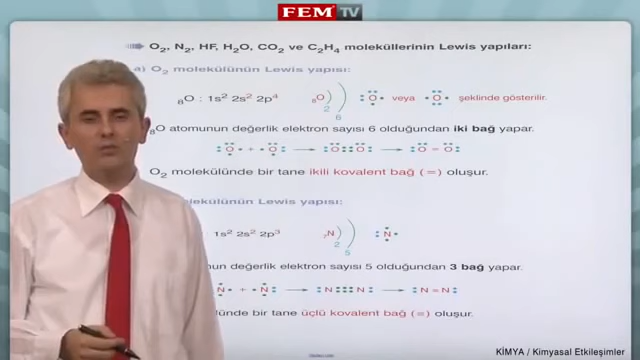 FEM TV
O₂, N₂, HF, H₂O, CO₂ ve C₂H₄ moleküllerinin Lewis yapıları:
a) O₂ molekülünün Lewis yapısı:
₈O : 1s² 2s² 2p⁴ ₈O 2 6 O veya O şeklinde gösterilir.
₈O atomunun değerlik elektron sayısı 6 olduğundan iki bağ yapar.
O + O → O O → O = O
O₂ molekülünde bir tane ikili kovalent bağ (=) oluşur.
ekülünün Lewis yapısı:
: 1s² 2s² 2p³ ₇N 2 5 N
nun değerlik elektron sayısı 5 olduğundan 3 bağ yapar.
N + N → N N → N ≡ N
lünde bir tane üçlü kovalent bağ (≡) oluşur.
KİMYA / Kimyasal Etkileşimler